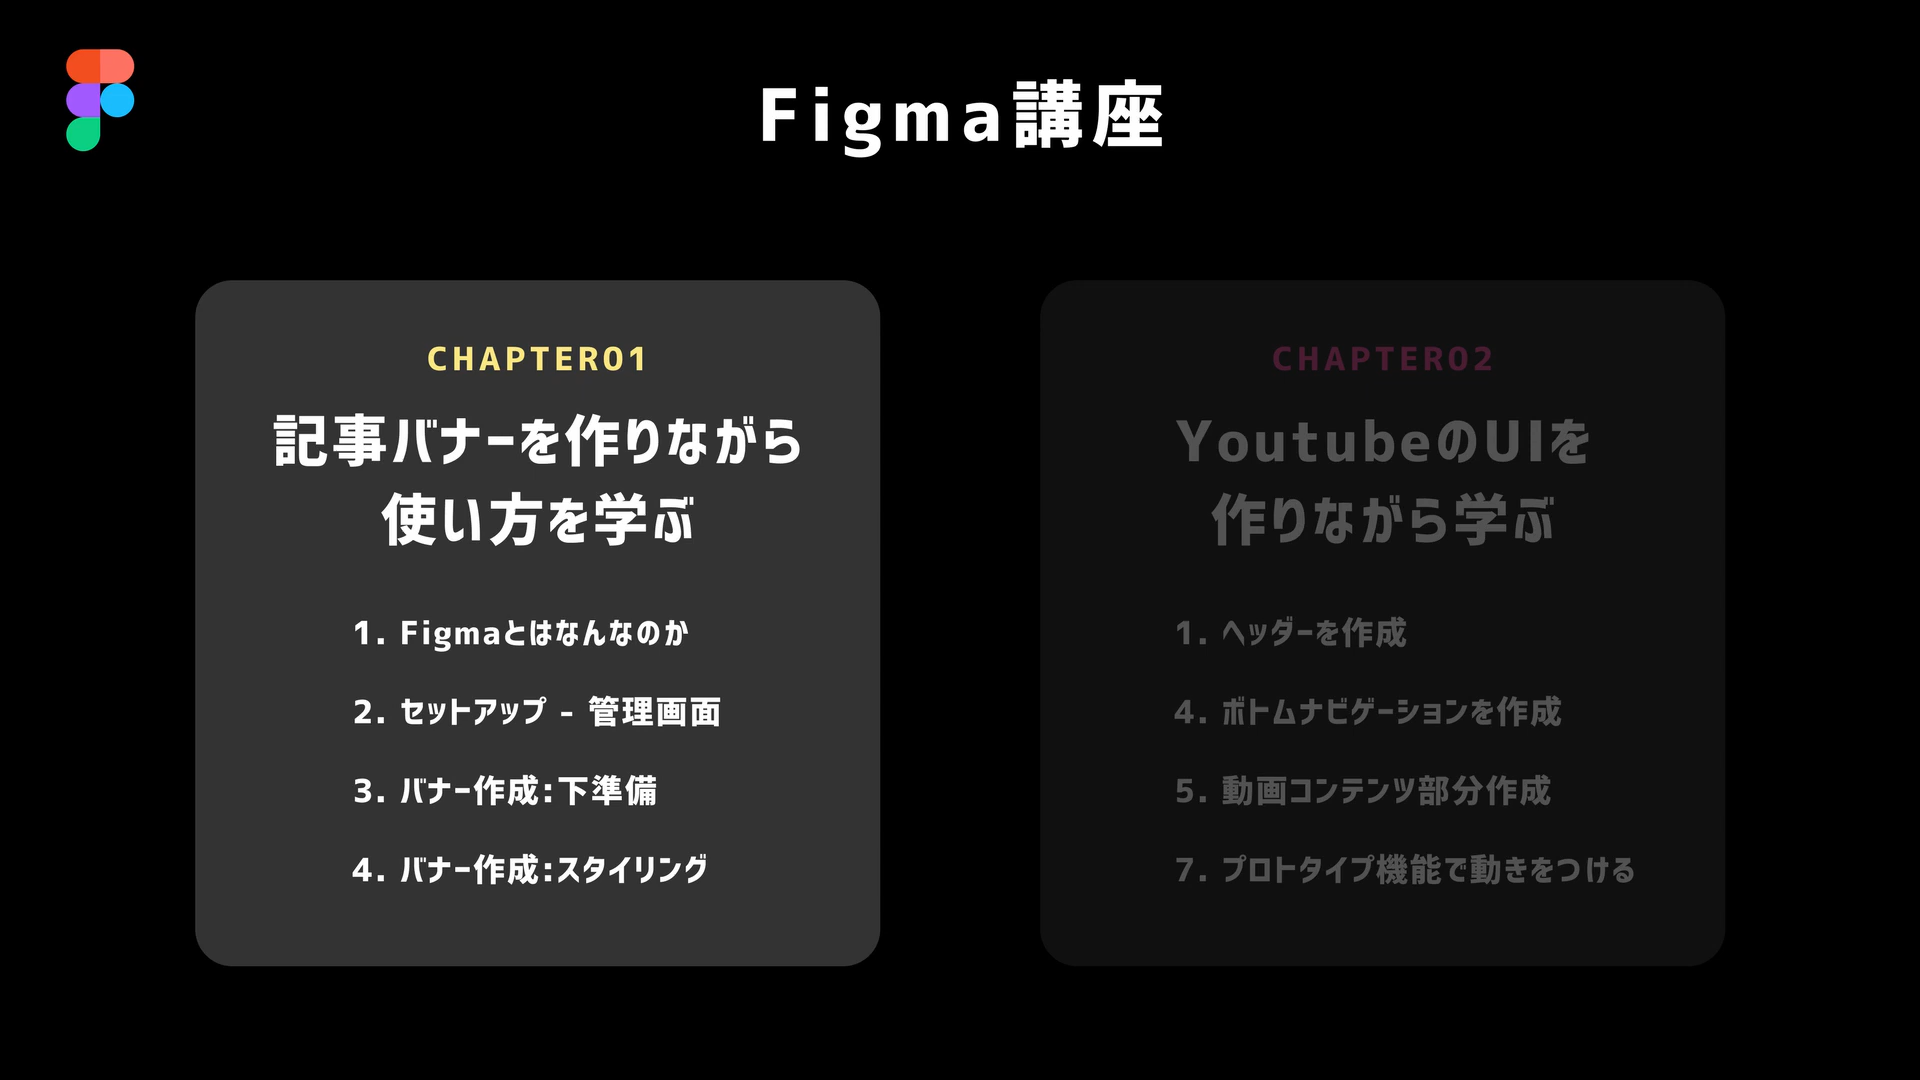 Figma講座
CHAPTER01
記事バナーを作りながら
使い方を学ぶ
1. Figmaとはなんなのか
2. セットアップ - 管理画面
3. バナー作成:下準備
4. バナー作成:スタイリング
CHAPTER02
YoutubeのUIを
作りながら学ぶ
1. ヘッダーを作成
4. ボトムナビゲーションを作成
5. 動画コンテンツ部分作成
7. プロトタイプ機能で動きをつける